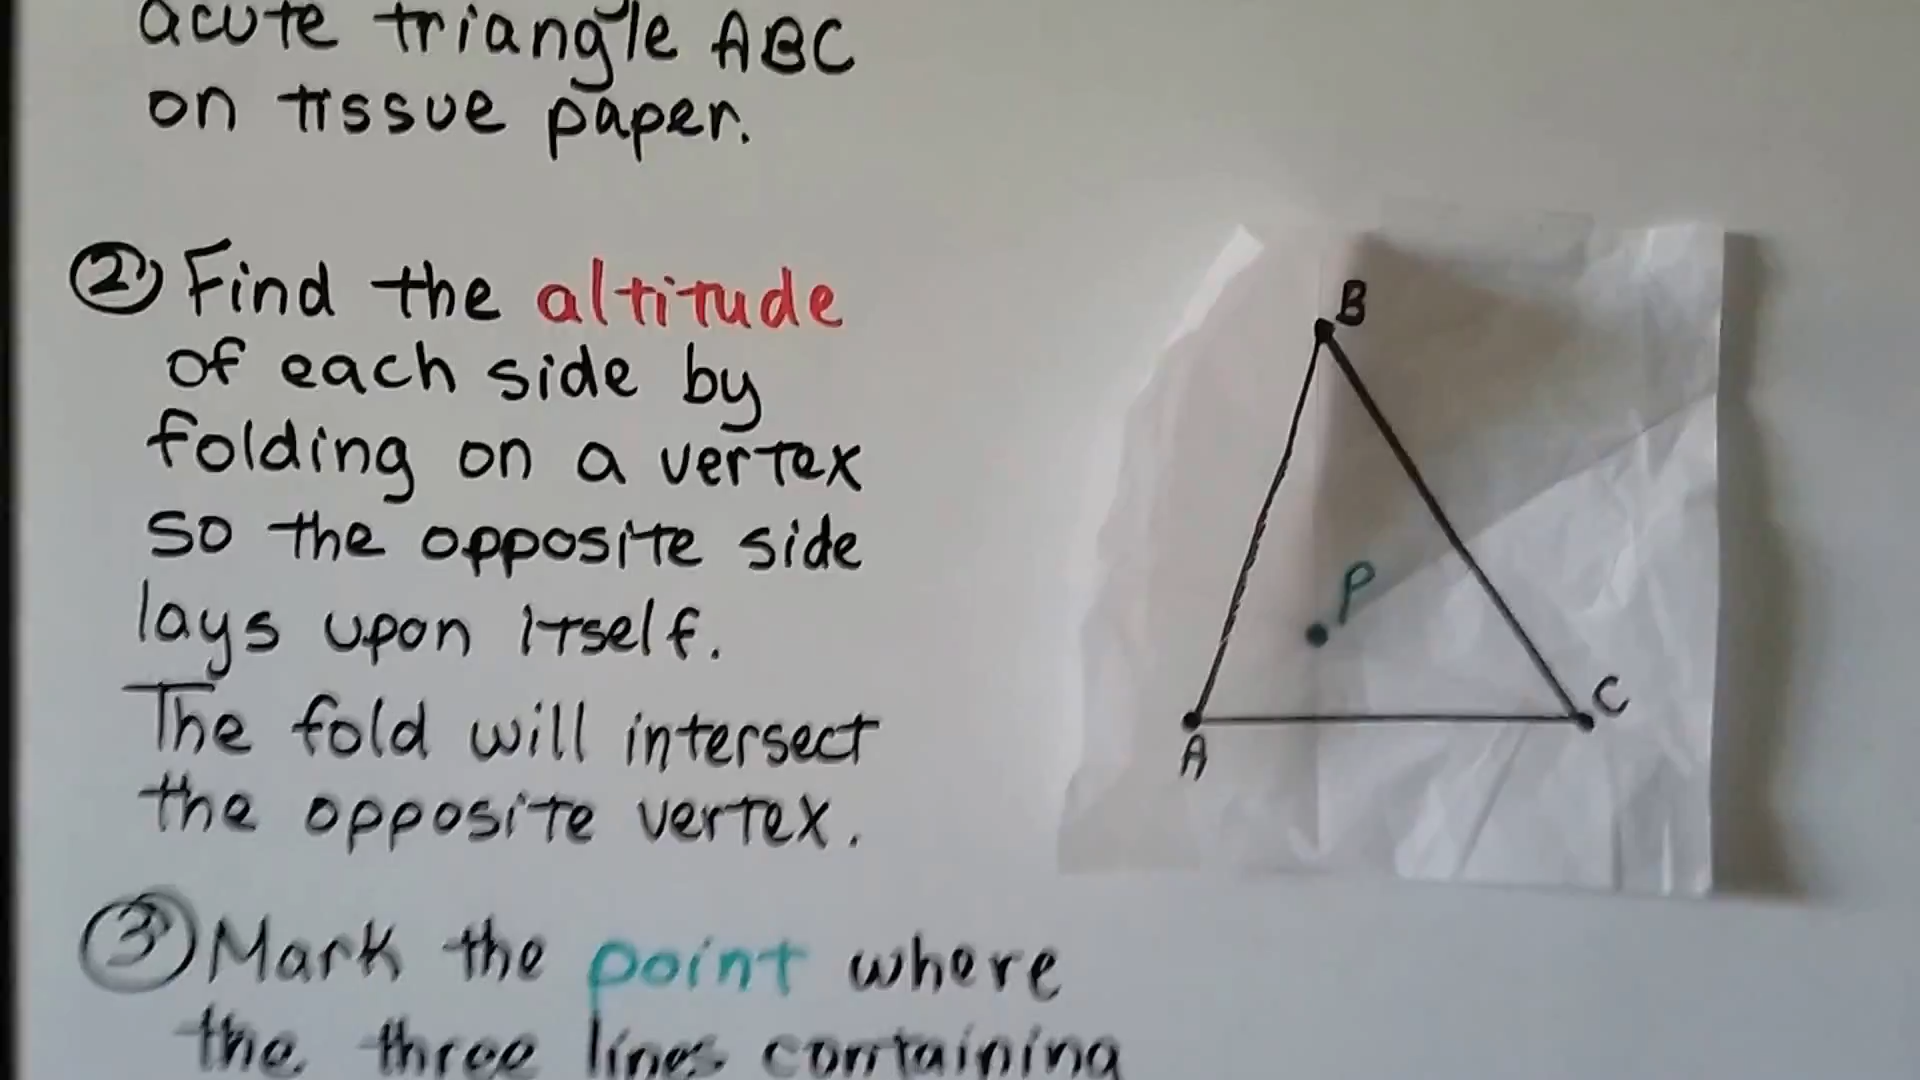 acute triangle ABC
on tissue paper.
② Find the altitude
of each side by
folding on a vertex
so the opposite side
lays upon itself.
The fold will intersect
the opposite vertex.
③ Mark the point where
the three lines containing
B
P
C
A